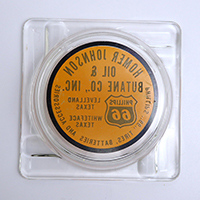 HOMER JOHNSON
OIL &
BUTANE CO., INC.
LEVELLAND
TEXAS
WHITEFACE
TEXAS
PHILLIPS
66
TIRES, BATTERIES AND ACCESSORIES